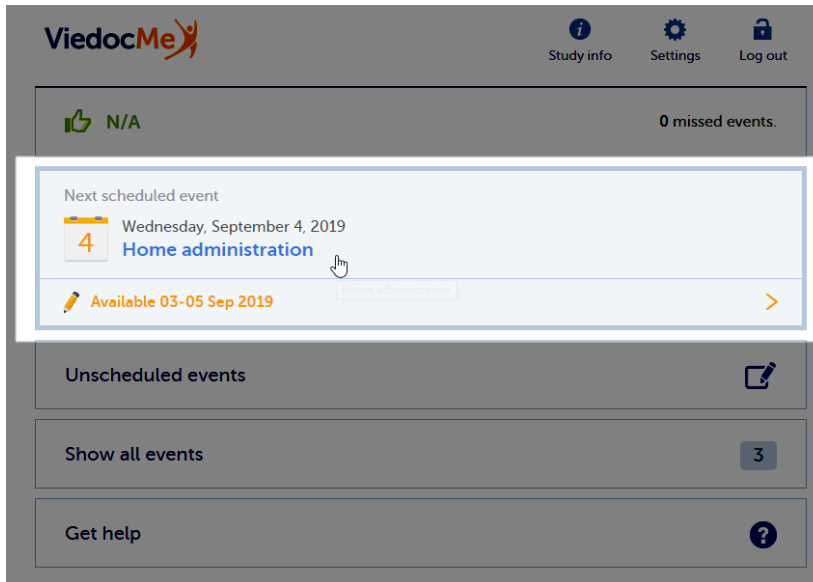 ViedocMe
Study info
Settings
Log out
N/A
0 missed events.
Next scheduled event
4
Wednesday, September 4, 2019
Home administration
Home administration
Available 03-05 Sep 2019
Unscheduled events
Show all events
3
Get help